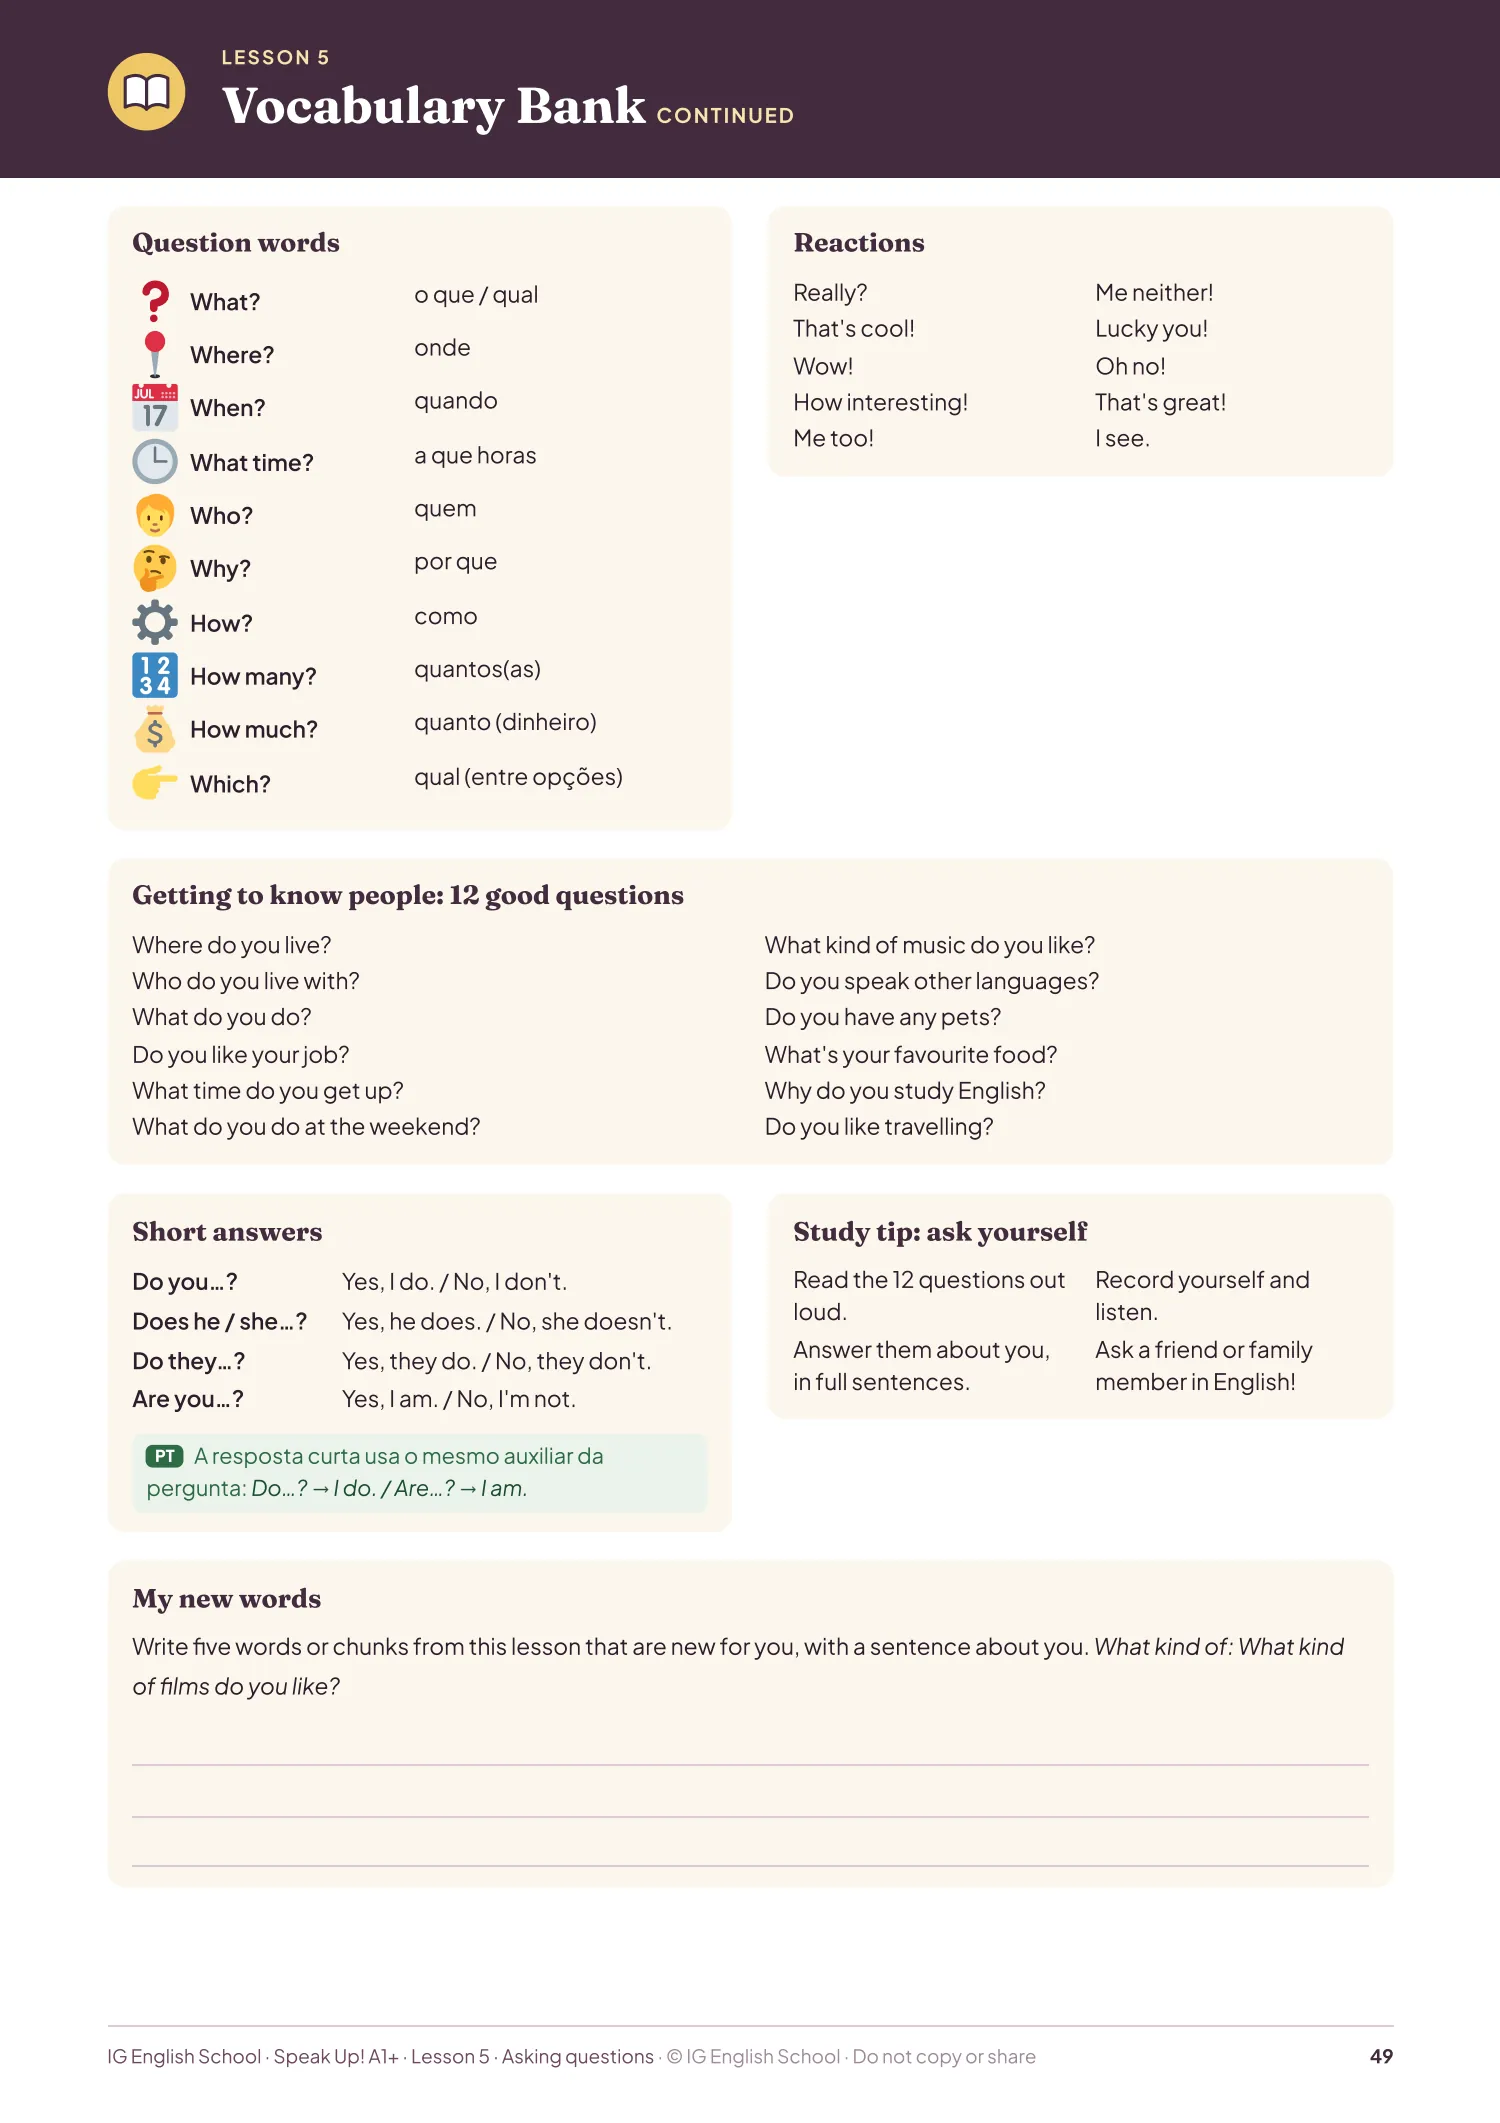 LESSON 5
Vocabulary Bank CONTINUED
Question words
What? o que / qual
Where? onde
JUL
17
When? quando
What time? a que horas
Who? quem
Why? por que
How? como
1 2
3 4
How many? quantos(as)
$
How much? quanto (dinheiro)
Which? qual (entre opções)
Reactions
Really?
That's cool!
Wow!
How interesting!
Me too!
Me neither!
Lucky you!
Oh no!
That's great!
I see.
Getting to know people: 12 good questions
Where do you live?
Who do you live with?
What do you do?
Do you like your job?
What time do you get up?
What do you do at the weekend?
What kind of music do you like?
Do you speak other languages?
Do you have any pets?
What's your favourite food?
Why do you study English?
Do you like travelling?
Short answers
Do you...? Yes, I do. / No, I don't.
Does he / she...? Yes, he does. / No, she doesn't.
Do they...? Yes, they do. / No, they don't.
Are you...? Yes, I am. / No, I'm not.
PT A resposta curta usa o mesmo auxiliar da
pergunta: Do...? → I do. / Are...? → I am.
Study tip: ask yourself
Read the 12 questions out
loud.
Answer them about you,
in full sentences.
Record yourself and
listen.
Ask a friend or family
member in English!
My new words
Write five words or chunks from this lesson that are new for you, with a sentence about you. What kind of: What kind
of films do you like?
IG English School · Speak Up! A1+ · Lesson 5 · Asking questions · © IG English School · Do not copy or share 49